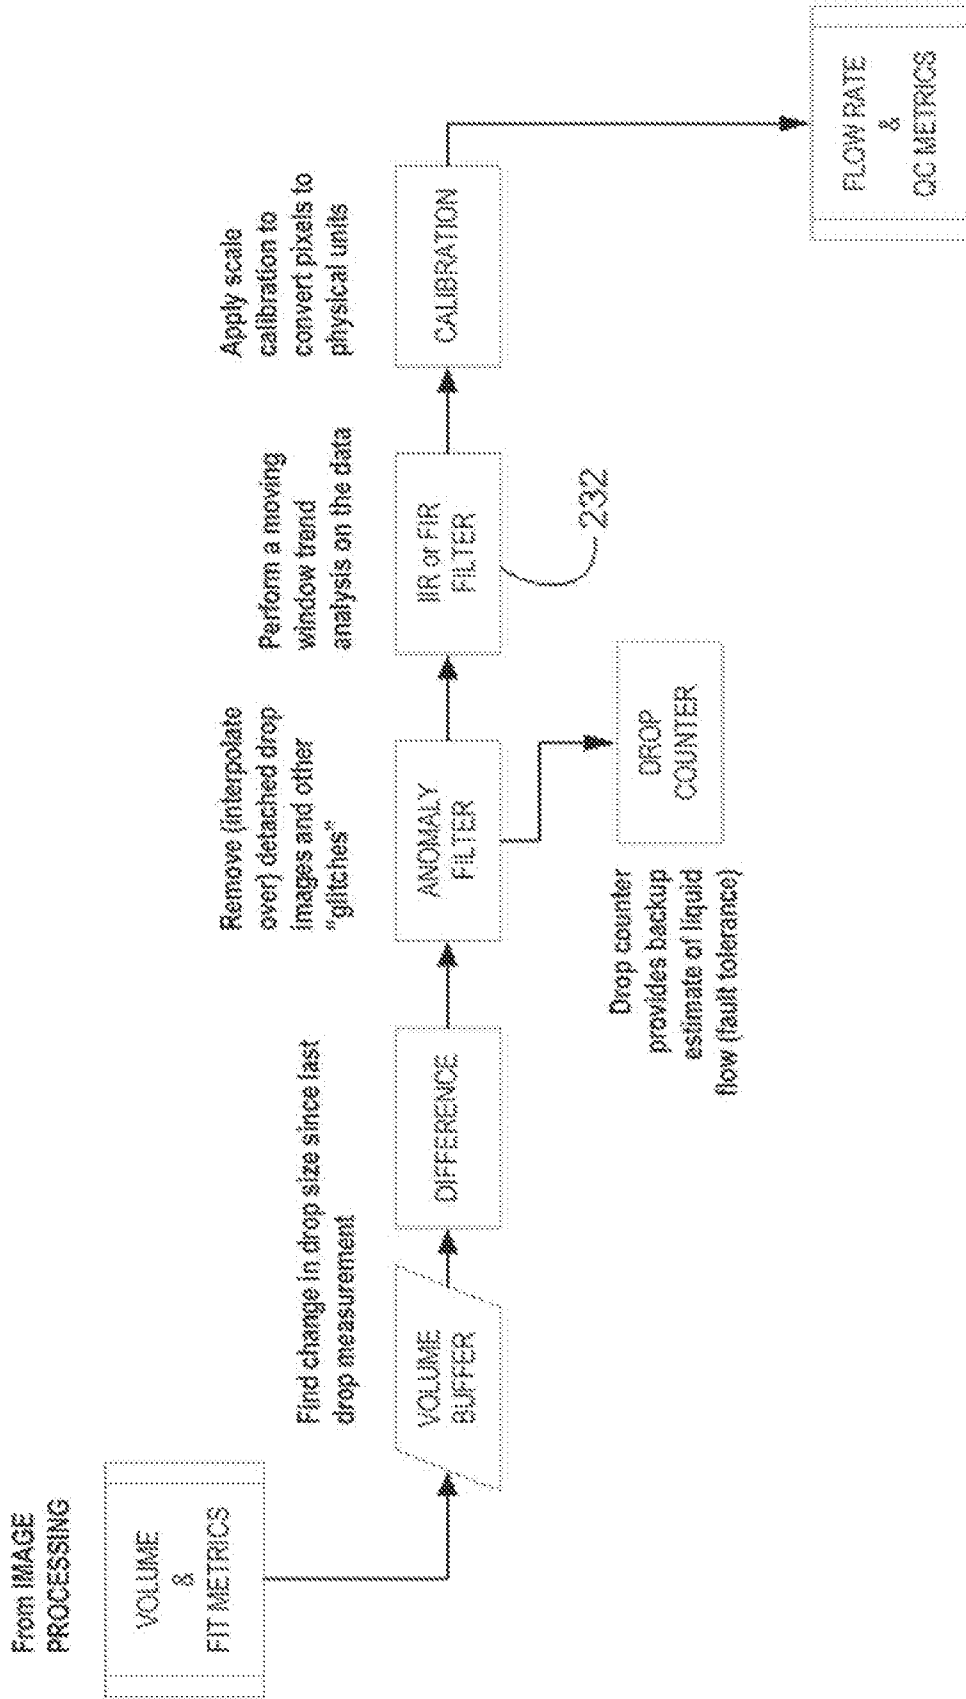 From IMAGE
PROCESSING
VOLUME
&
FIT METRICS
Find change in drop size since last
drop measurement
VOLUME
BUFFER
DIFFERENCE
Remove (interpolate
over) detached drop
images and other
"glitches"
ANOMALY
FILTER
Drop counter
provides backup
estimate of liquid
flow (fault tolerance)
DROP
COUNTER
Perform a moving
window trend
analysis on the data
IIR or FIR
FILTER
232
Apply scale
calibration to
convert pixels to
physical units
CALIBRATION
FLOW RATE
&
QC METRICS